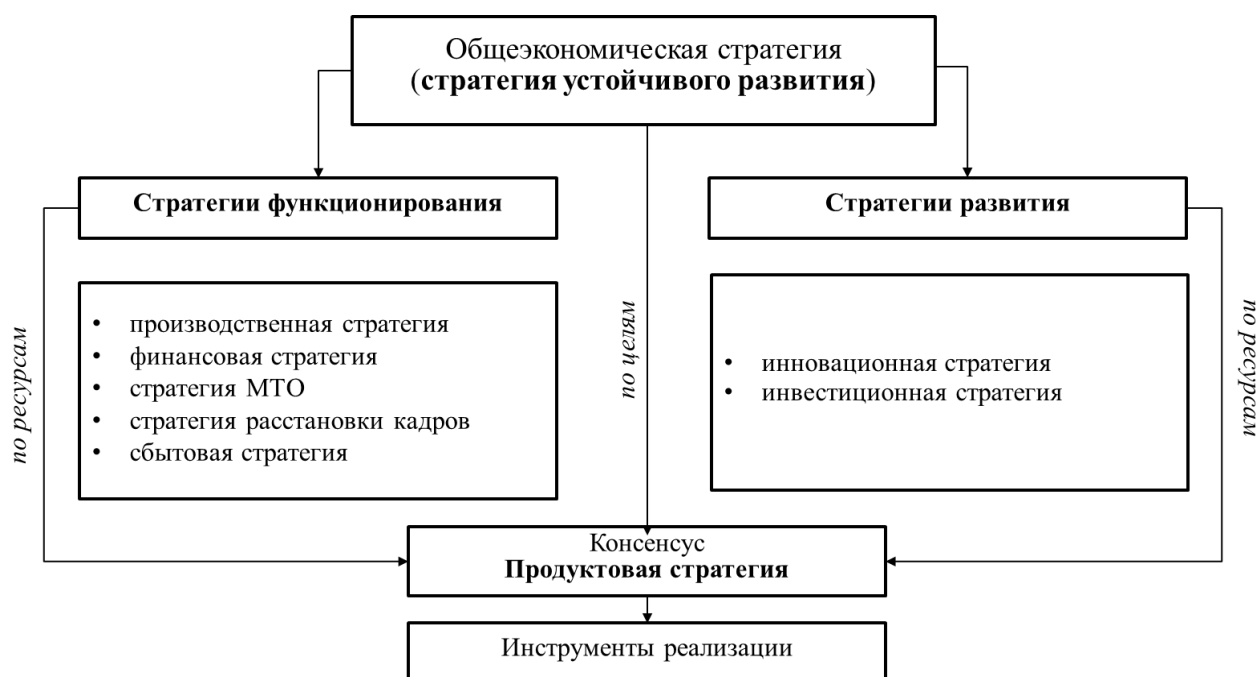 Общеэкономическая стратегия
(стратегия устойчивого развития)
Стратегии функционирования
Стратегии развития
по ресурсам
• производственная стратегия
• финансовая стратегия
• стратегия МТО
• стратегия расстановки кадров
• сбытовая стратегия
по целям
• инновационная стратегия
• инвестиционная стратегия
по ресурсам
Консенсус
Продуктовая стратегия
Инструменты реализации